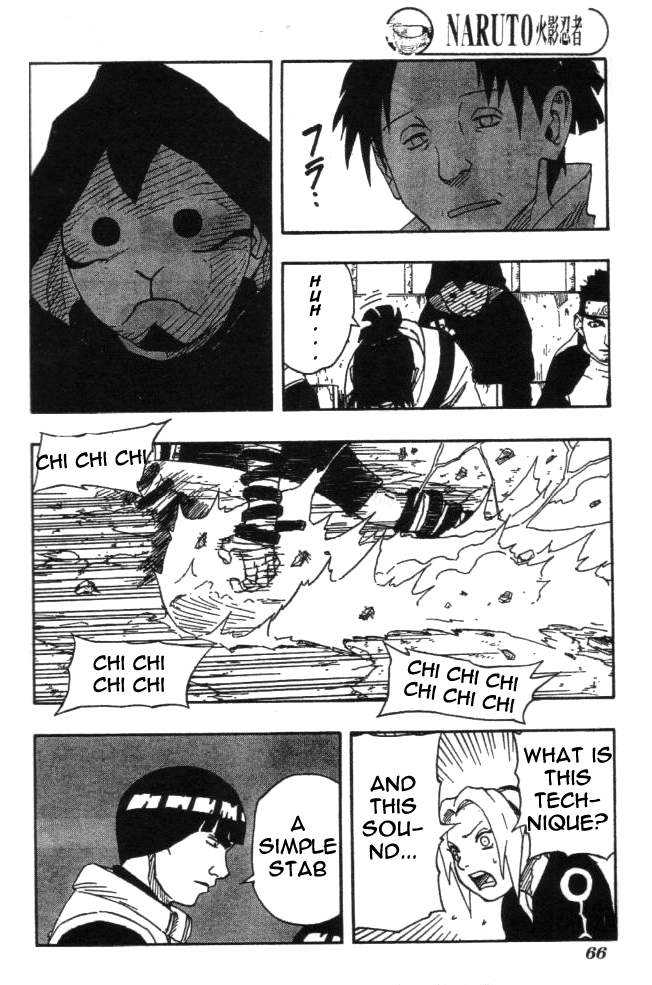 NARUTO火影忍者
フラ…
HUH...
CHI CHI CHI
CHI CHI
CHI CHI
CHI CHI CHI
CHI CHI CHI
WHAT IS
THIS
TECH-
NIQUE?
AND
THIS
SOU-
ND...
A
SIMPLE
STAB
66